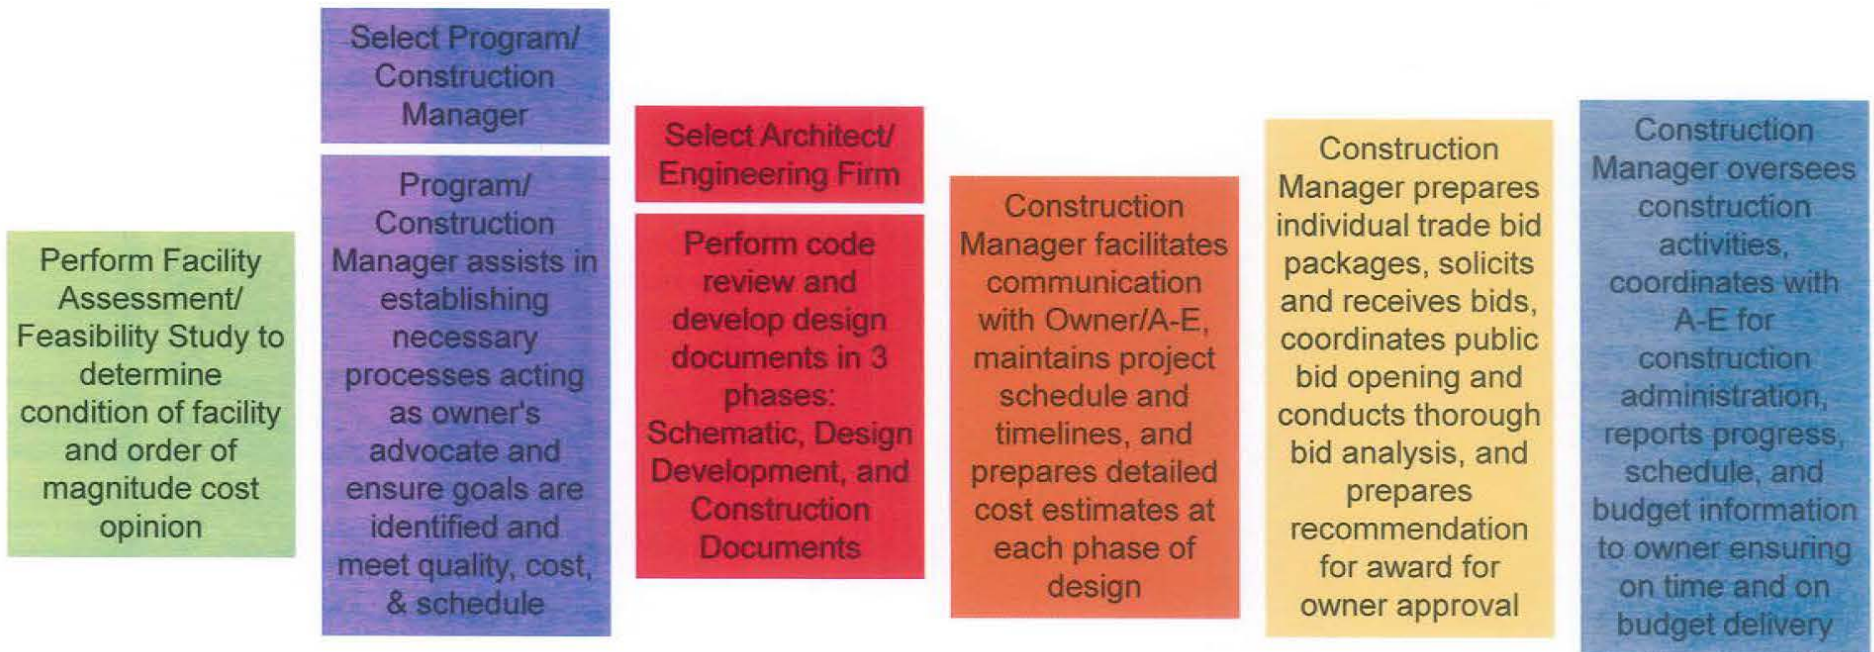 Perform Facility
Assessment/
Feasibility Study to
determine
condition of facility
and order of
magnitude cost
opinion
Select Program/
Construction
Manager
Program/
Construction
Manager assists in
establishing
necessary
processes acting
as owner's
advocate and
ensure goals are
identified and
meet quality, cost,
& schedule
Select Architect/
Engineering Firm
Perform code
review and
develop design
documents in 3
phases:
Schematic, Design
Development, and
Construction
Documents
Construction
Manager facilitates
communication
with Owner/A-E,
maintains project
schedule and
timelines, and
prepares detailed
cost estimates at
each phase of
design
Construction
Manager prepares
individual trade bid
packages, solicits
and receives bids,
coordinates public
bid opening and
conducts thorough
bid analysis, and
prepares
recommendation
for award for
owner approval
Construction
Manager oversees
construction
activities,
coordinates with
A-E for
construction
administration,
reports progress,
schedule, and
budget information
to owner ensuring
on time and on
budget delivery